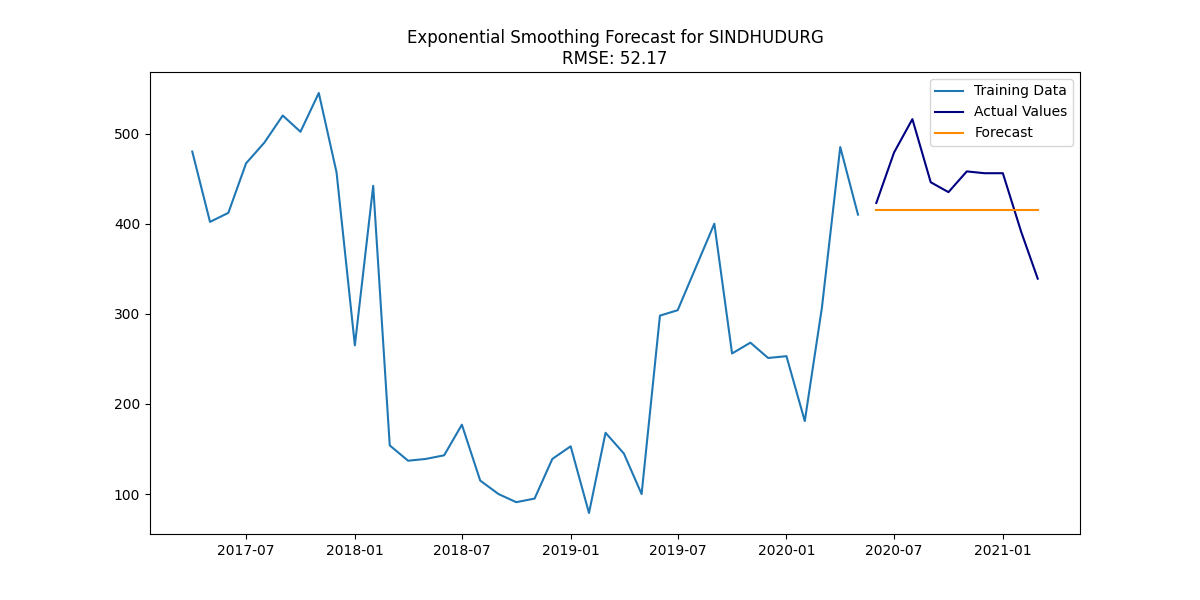 Exponential Smoothing Forecast for SINDHUDURG
RMSE: 52.17
Training Data
Actual Values
Forecast
500
400
300
200
100
2017-07
2018-01
2018-07
2019-01
2019-07
2020-01
2020-07
2021-01